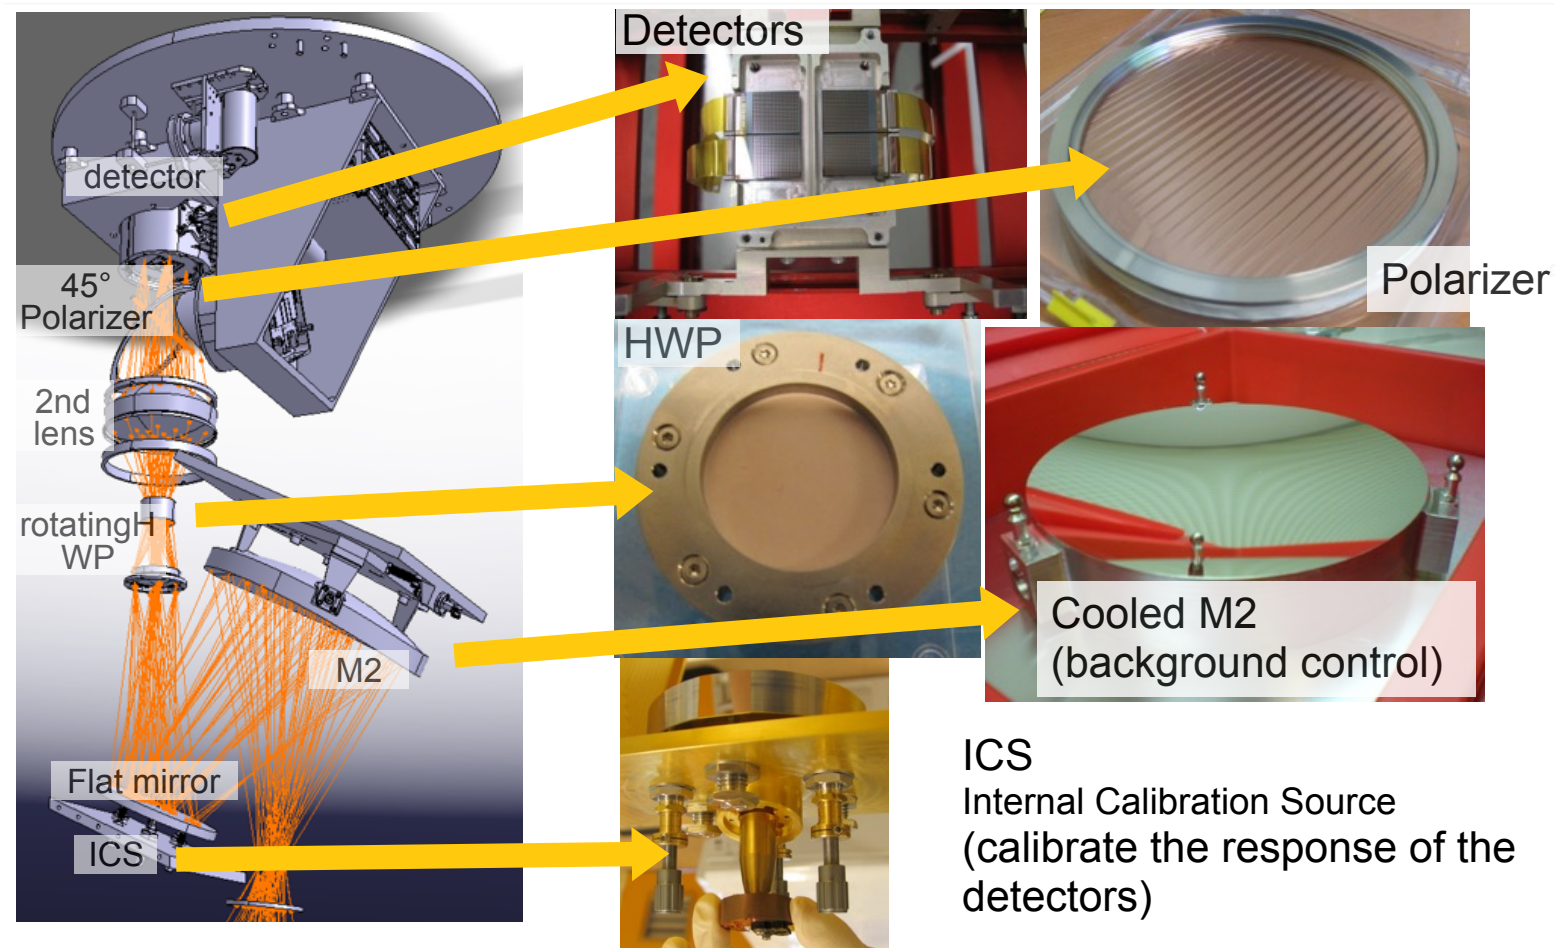 Detectors
detector
45°
Polarizer
Polarizer
HWP
2nd
lens
rotatingH
WP
M2
Cooled M2
(background control)
Flat mirror
ICS
ICS
Internal Calibration Source
(calibrate the response of the
detectors)